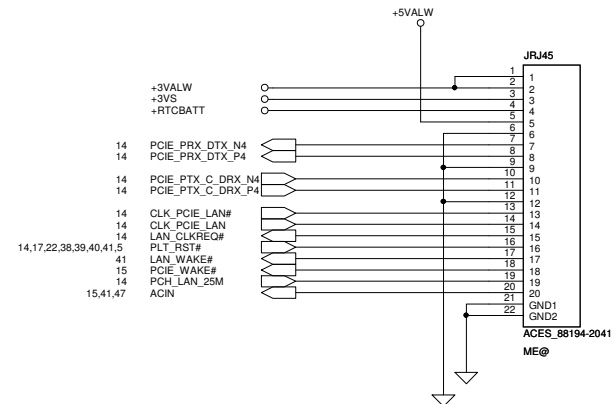 +5VALW
JRJ45
+3VALW 1 1
2 2
+3VS 3 3
+RTCBATT 4 4
5 5
6 6
14 PCIE_PRX_DTX_N4 7 7
14 PCIE_PRX_DTX_P4 8 8
9 9
14 PCIE_PTX_C_DRX_N4 10 10
14 PCIE_PTX_C_DRX_P4 11 11
12 12
14 CLK_PCIE_LAN# 13 13
14 CLK_PCIE_LAN 14 14
14 LAN_CLKREQ# 15 15
14,17,22,38,39,40,41,5 PLT_RST# 16 16
41 LAN_WAKE# 17 17
15 PCIE_WAKE# 18 18
14 PCH_LAN_25M 19 19
15,41,47 ACIN 20 20
21 GND1
22 GND2
ACES_88194-2041
ME@